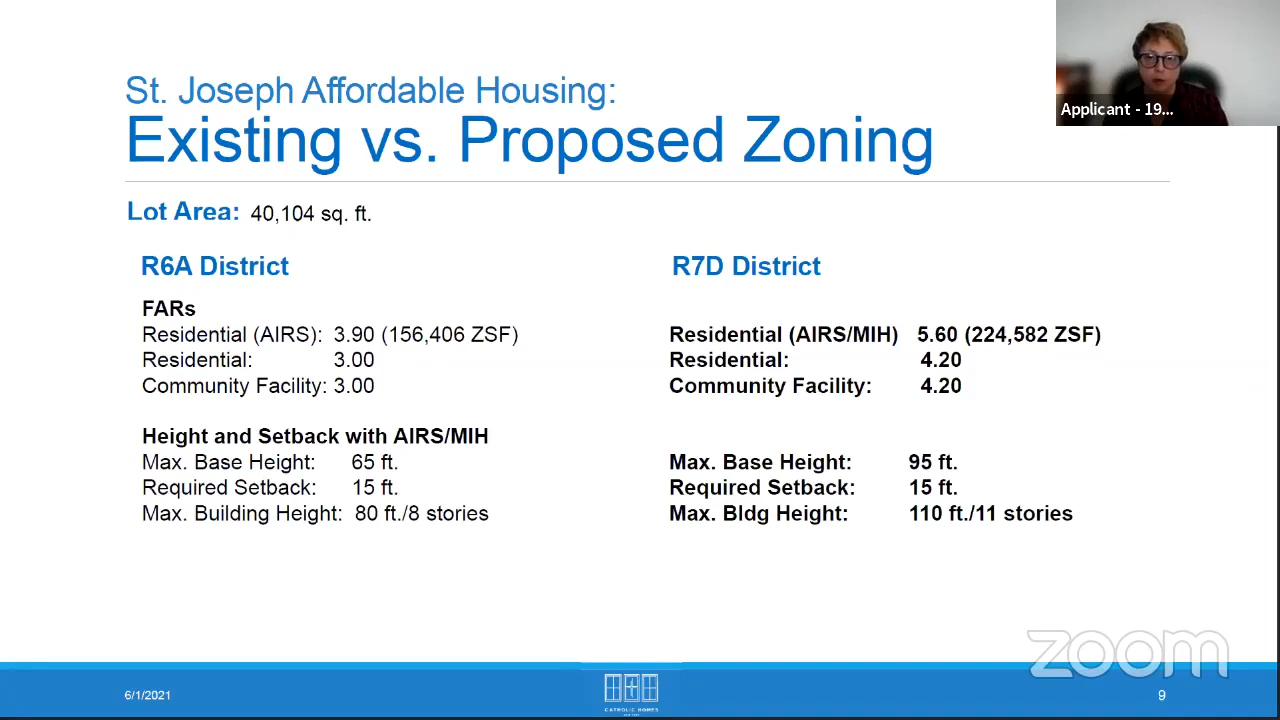 Applicant - 19...
St. Joseph Affordable Housing:
Existing vs. Proposed Zoning
Lot Area: 40,104 sq. ft.
R6A District
FARs
Residential (AIRS): 3.90 (156,406 ZSF)
Residential: 3.00
Community Facility: 3.00
Height and Setback with AIRS/MIH
Max. Base Height: 65 ft.
Required Setback: 15 ft.
Max. Building Height: 80 ft./8 stories
R7D District
Residential (AIRS/MIH) 5.60 (224,582 ZSF)
Residential: 4.20
Community Facility: 4.20
Max. Base Height: 95 ft.
Required Setback: 15 ft.
Max. Bldg Height: 110 ft./11 stories
zoom
6/1/2021
CATHOLIC HOMES
9